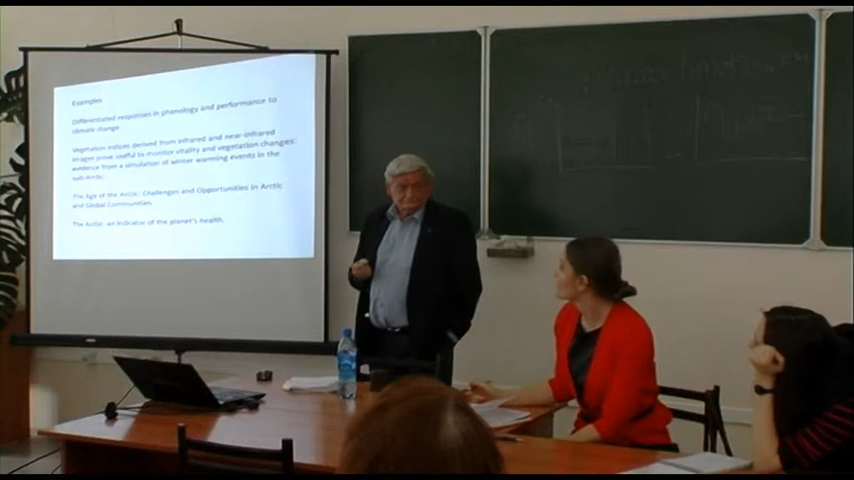 Examples
Differentiated responses in phenology and performance to
climate change
Vegetation indices derived from infrared and near-infrared
imager prove useful to monitor vitality and vegetation changes:
evidence from a simulation of winter warming events in the
sub-Arctic.
The Age of the Arctic: Challenges and Opportunities in Arctic
and Global Communities.
The Arctic: an indicator of the planet's health.